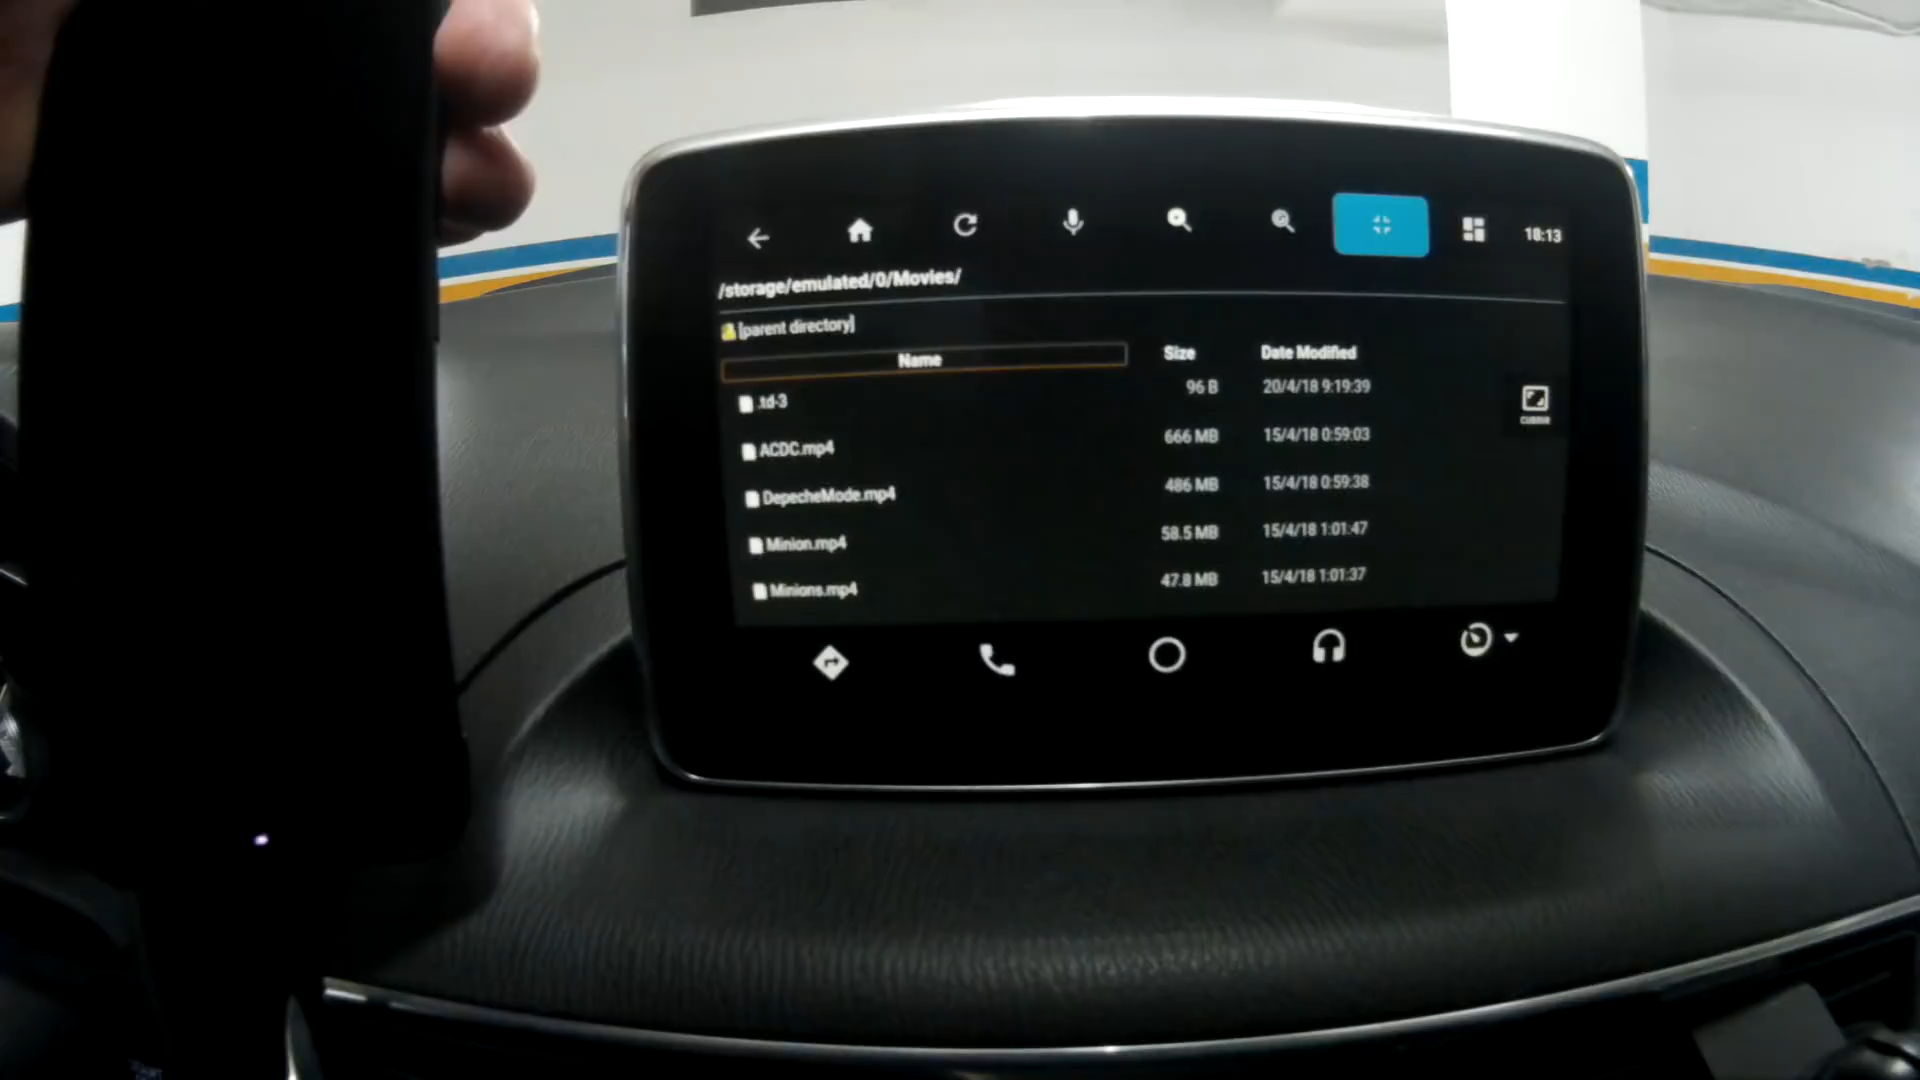 18:13
/storage/emulated/0/Movies/
[parent directory]
Name Size Date Modified
.td-3 96 B 20/4/18 9:19:39
ACDC.mp4 666 MB 15/4/18 0:59:03
DepecheMode.mp4 486 MB 15/4/18 0:59:38
Minion.mp4 58.5 MB 15/4/18 1:01:47
Minions.mp4 47.8 MB 15/4/18 1:01:37